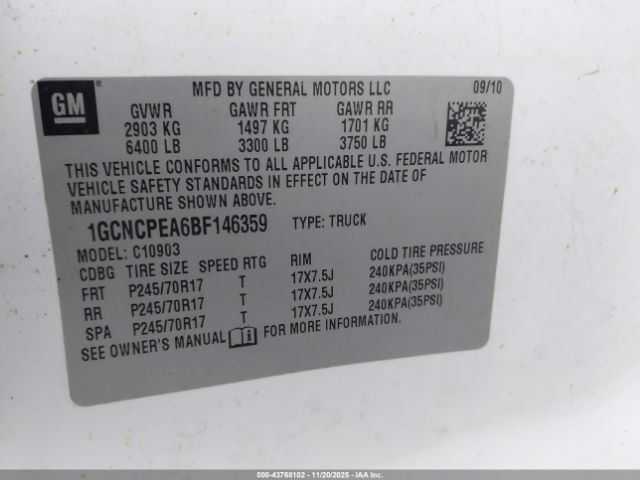 GM
MFD BY GENERAL MOTORS LLC 09/10
GVWR GAWR FRT GAWR RR
2903 KG 1497 KG 1701 KG
6400 LB 3300 LB 3750 LB
THIS VEHICLE CONFORMS TO ALL APPLICABLE U.S. FEDERAL MOTOR
VEHICLE SAFETY STANDARDS IN EFFECT ON THE DATE OF
MANUFACTURE SHOWN ABOVE.
1GCNCPEA6BF146359 TYPE: TRUCK
MODEL: C10903
CDBG TIRE SIZE SPEED RTG RIM COLD TIRE PRESSURE
FRT P245/70R17 T 17X7.5J 240KPA(35PSI)
RR P245/70R17 T 17X7.5J 240KPA(35PSI)
SPA P245/70R17 T 17X7.5J 240KPA(35PSI)
SEE OWNER'S MANUAL FOR MORE INFORMATION.
000-43768102 - 11/20/2025 - IAAI.CA